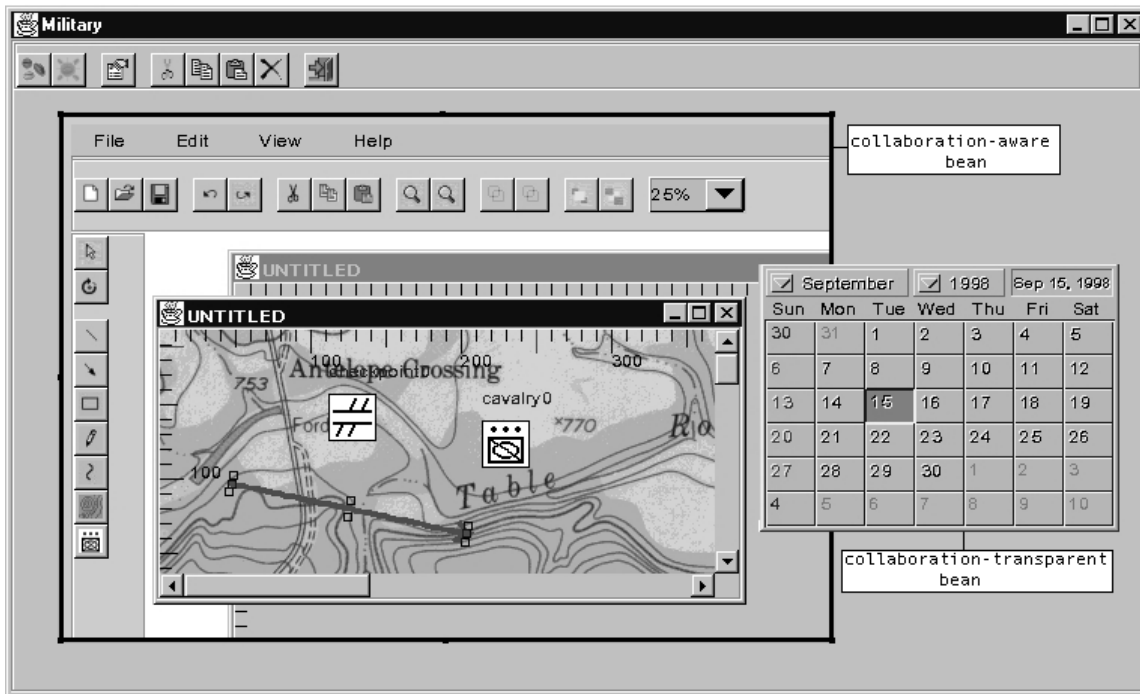 Military
File Edit View Help
collaboration-aware
bean
25%
UNTITLED
UNTITLED
September 1998 Sep 15, 1998
Sun Mon Tue Wed Thu Fri Sat
30 31 1 2 3 4 5
6 7 8 9 10 11 12
13 14 15 16 17 18 19
20 21 22 23 24 25 26
27 28 29 30 1 2 3
4 5 6 7 8 9 10
100 200 300
Antelope Crossing
753
cavalry0
Ford
×770
Ro
100
Table
collaboration-transparent
bean